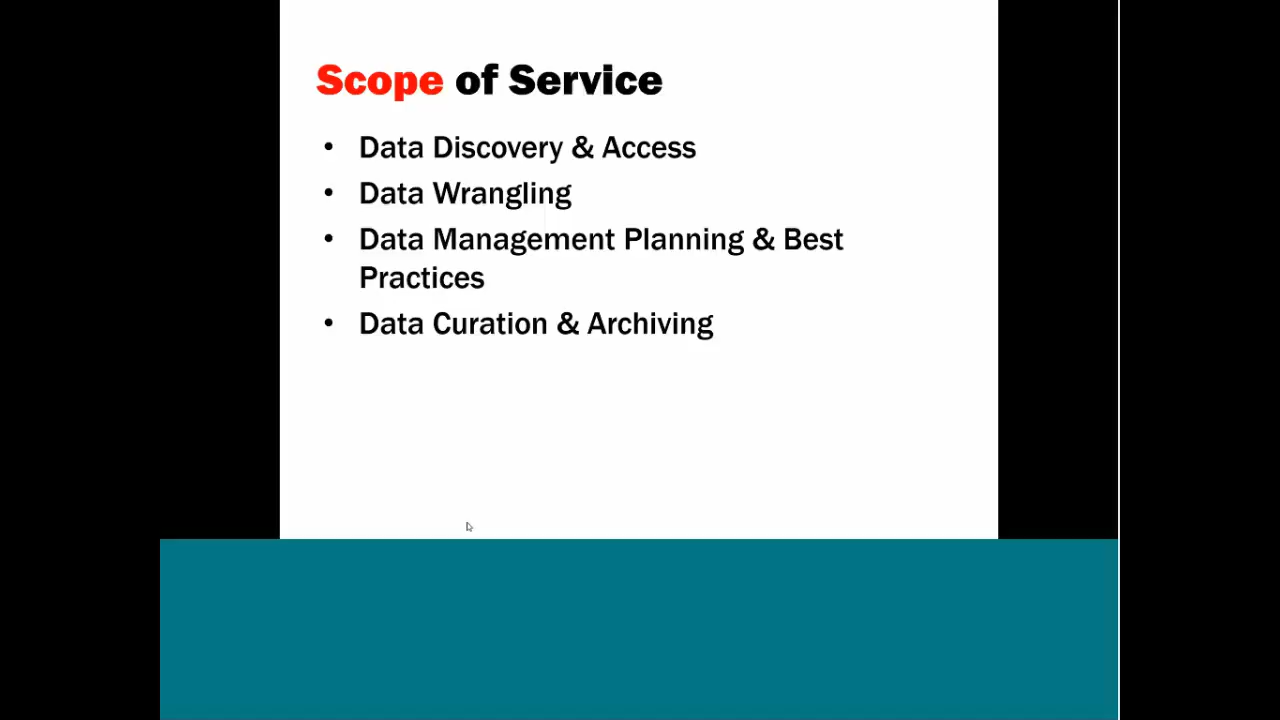 Scope of Service
• Data Discovery & Access
• Data Wrangling
• Data Management Planning & Best
Practices
• Data Curation & Archiving